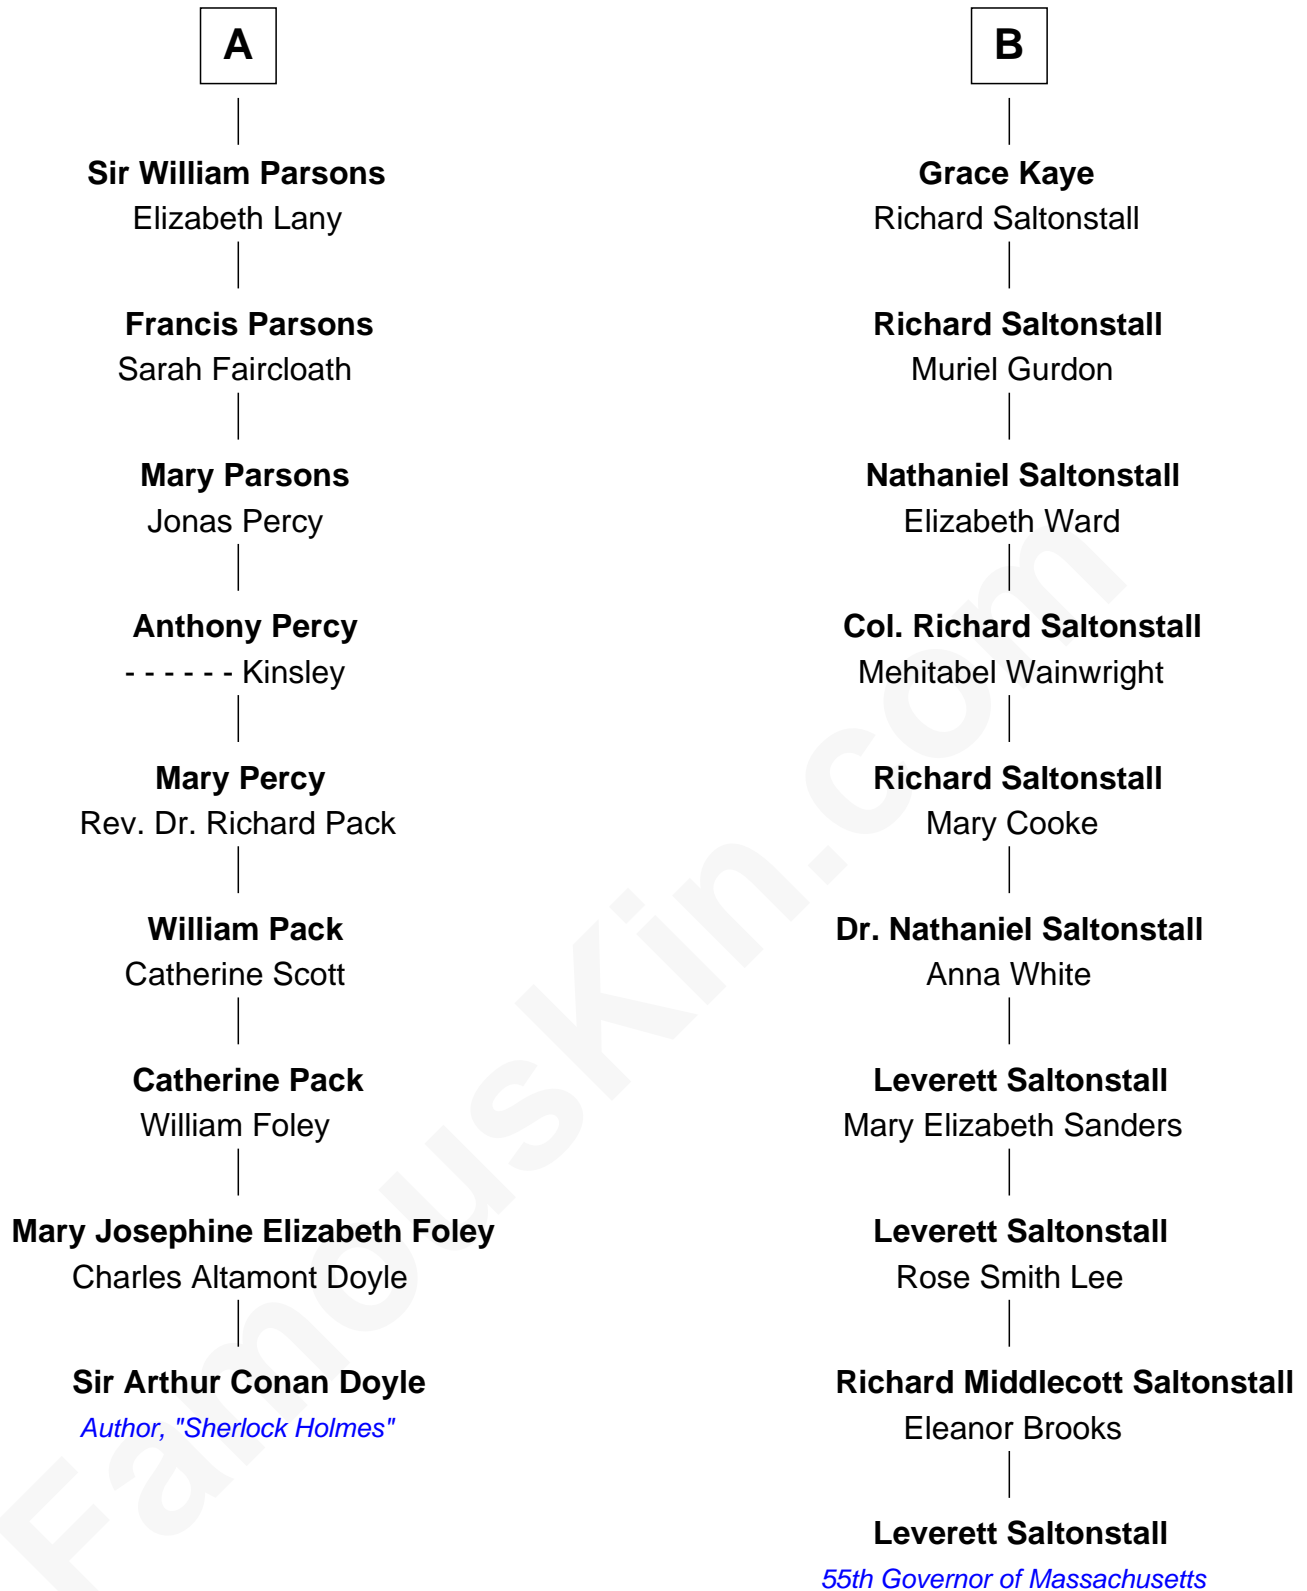 A
Sir William Parsons
Elizabeth Lany
Francis Parsons
Sarah Faircloath
Mary Parsons
Jonas Percy
Anthony Percy
- - - - - - Kinsley
Mary Percy
Rev. Dr. Richard Pack
William Pack
Catherine Scott
Catherine Pack
William Foley
Mary Josephine Elizabeth Foley
Charles Altamont Doyle
Sir Arthur Conan Doyle
Author, "Sherlock Holmes"
B
Grace Kaye
Richard Saltonstall
Richard Saltonstall
Muriel Gurdon
Nathaniel Saltonstall
Elizabeth Ward
Col. Richard Saltonstall
Mehitabel Wainwright
Richard Saltonstall
Mary Cooke
Dr. Nathaniel Saltonstall
Anna White
Leverett Saltonstall
Mary Elizabeth Sanders
Leverett Saltonstall
Rose Smith Lee
Richard Middlecott Saltonstall
Eleanor Brooks
Leverett Saltonstall
55th Governor of Massachusetts
FamousKin.com